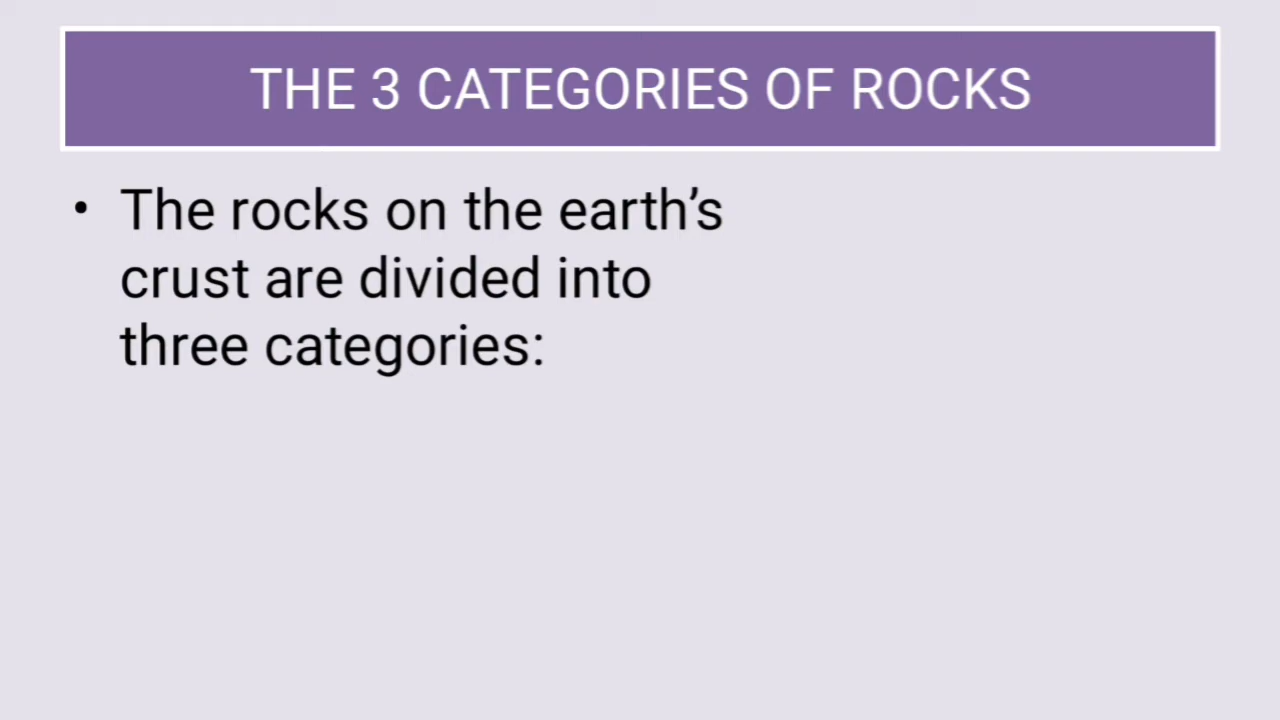 THE 3 CATEGORIES OF ROCKS
• The rocks on the earth’s
crust are divided into
three categories: